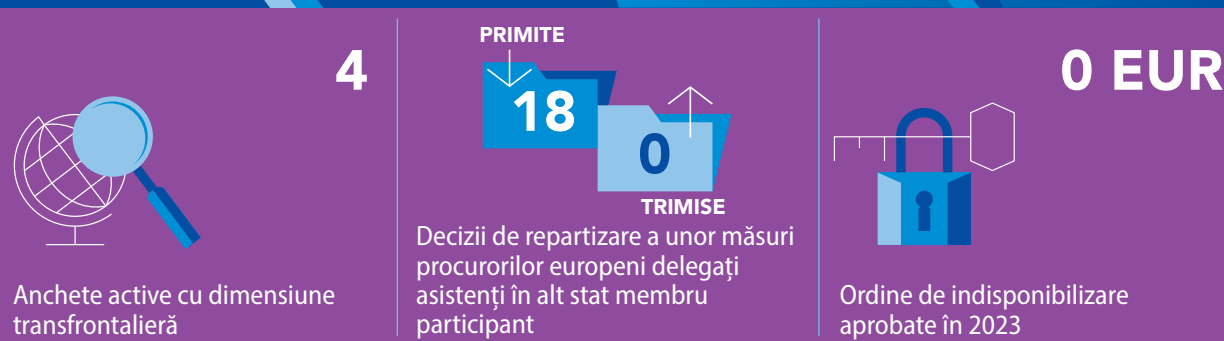 4
Anchete active cu dimensiune
transfrontalieră
PRIMITE
18
0
TRIMISE
Decizii de repartizare a unor măsuri
procurorilor europeni delegați
asistenți în alt stat membru
participant
0 EUR
Ordine de indisponibilizare
aprobate în 2023